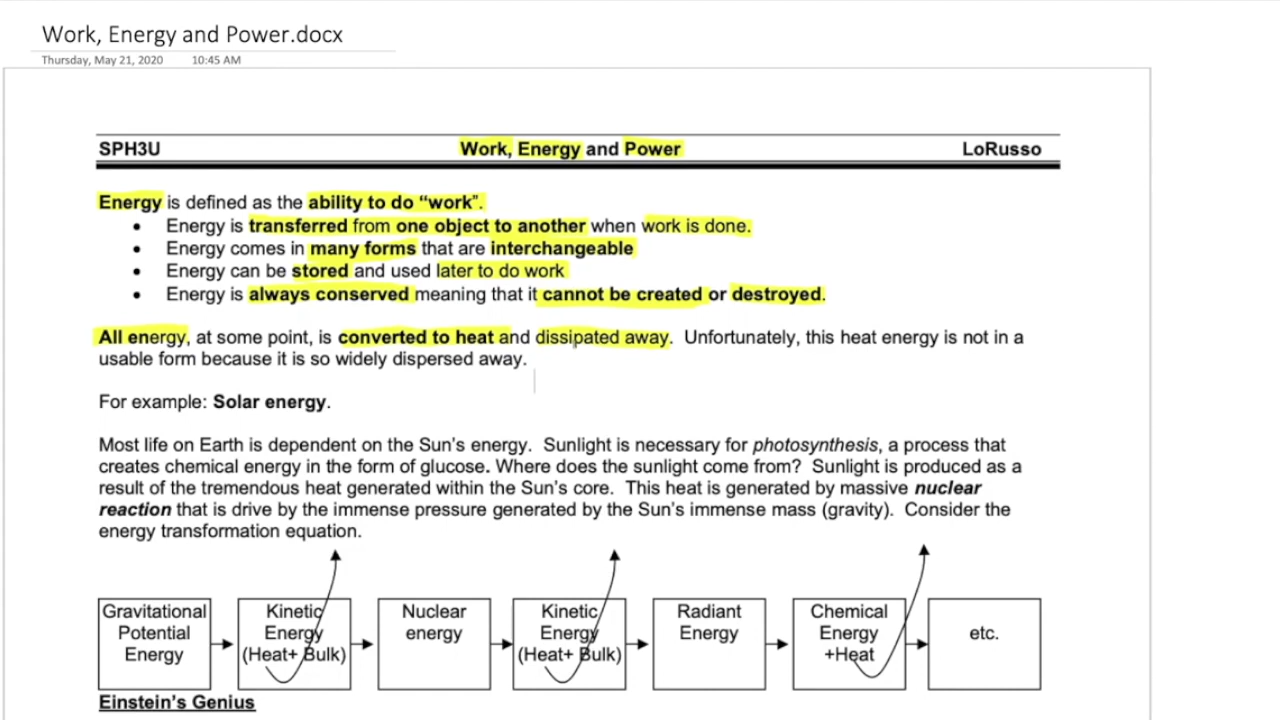 Work, Energy and Power.docx
Thursday, May 21, 2020 10:45 AM
SPH3U Work, Energy and Power LoRusso
Energy is defined as the ability to do “work”.
• Energy is transferred from one object to another when work is done.
• Energy comes in many forms that are interchangeable
• Energy can be stored and used later to do work
• Energy is always conserved meaning that it cannot be created or destroyed.
All energy, at some point, is converted to heat and dissipated away. Unfortunately, this heat energy is not in a
usable form because it is so widely dispersed away.
For example: Solar energy.
Most life on Earth is dependent on the Sun’s energy. Sunlight is necessary for photosynthesis, a process that
creates chemical energy in the form of glucose. Where does the sunlight come from? Sunlight is produced as a
result of the tremendous heat generated within the Sun’s core. This heat is generated by massive nuclear
reaction that is drive by the immense pressure generated by the Sun’s immense mass (gravity). Consider the
energy transformation equation.
Gravitational
Potential
Energy
Kinetic
Energy
(Heat+ Bulk)
Nuclear
energy
Kinetic
Energy
(Heat+ Bulk)
Radiant
Energy
Chemical
Energy
+Heat
etc.
Einstein’s Genius